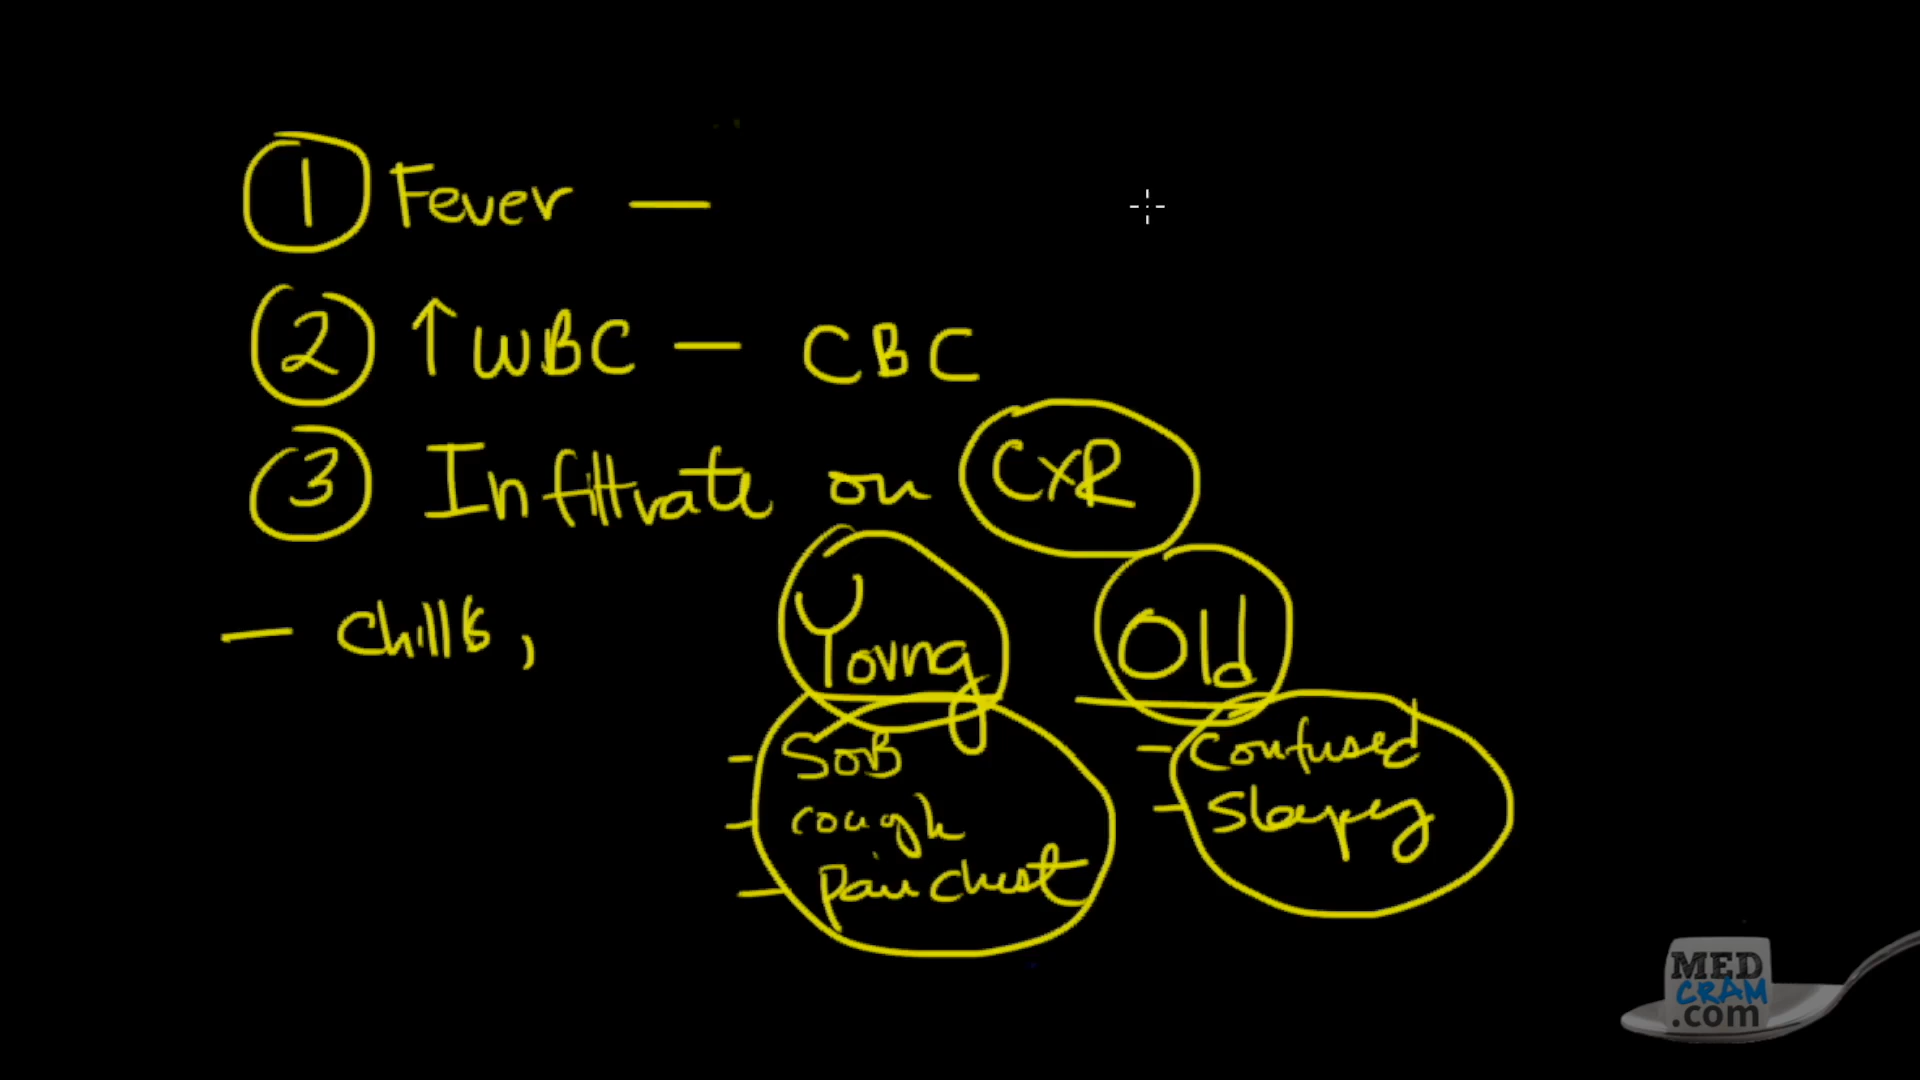 1 Fever —
2 ↑ WBC — CBC
3 Infiltrate on CXR
— Chills,
Young
- SOB
- cough
- Pain chest
Old
- Confused
- Sleepy
MED
CRAM
.com